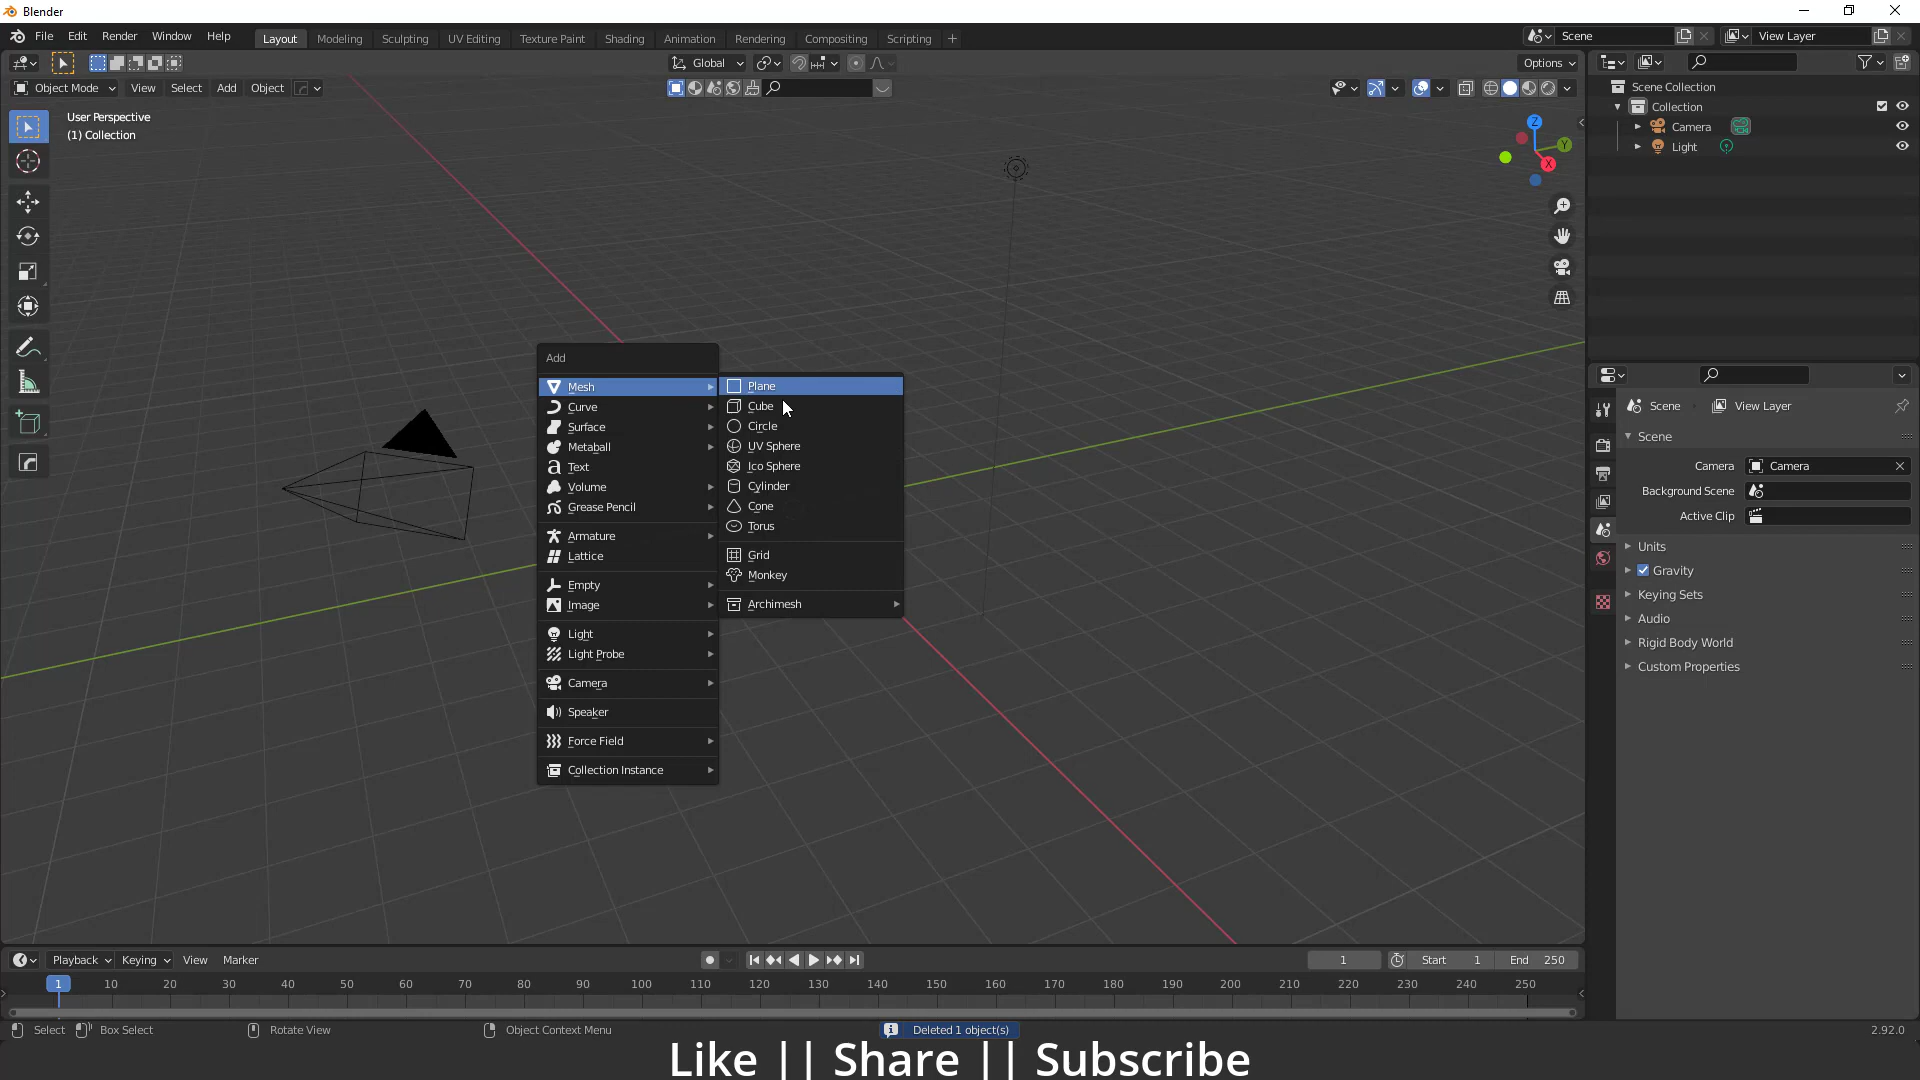 Blender
File Edit Render Window Help
Layout Modeling Sculpting UV Editing Texture Paint Shading Animation Rendering Compositing Scripting +
Scene
View Layer
Global
Options
Object Mode View Select Add Object
User Perspective
(1) Collection
Z
Y
X
Scene Collection
Collection
Camera
Light
Add
Mesh
Curve
Surface
Metaball
Text
Volume
Grease Pencil
Armature
Lattice
Empty
Image
Light
Light Probe
Camera
Speaker
Force Field
Collection Instance
Plane
Cube
Circle
UV Sphere
Ico Sphere
Cylinder
Cone
Torus
Grid
Monkey
Archimesh
Scene View Layer
Scene
Camera Camera
Background Scene
Active Clip
Units
Gravity
Keying Sets
Audio
Rigid Body World
Custom Properties
Playback Keying View Marker
1 Start 1 End 250
1 10 20 30 40 50 60 70 80 90 100 110 120 130 140 150 160 170 180 190 200 210 220 230 240 250
Select Box Select Rotate View Object Context Menu Deleted 1 object(s) 2.92.0
Like || Share || Subscribe